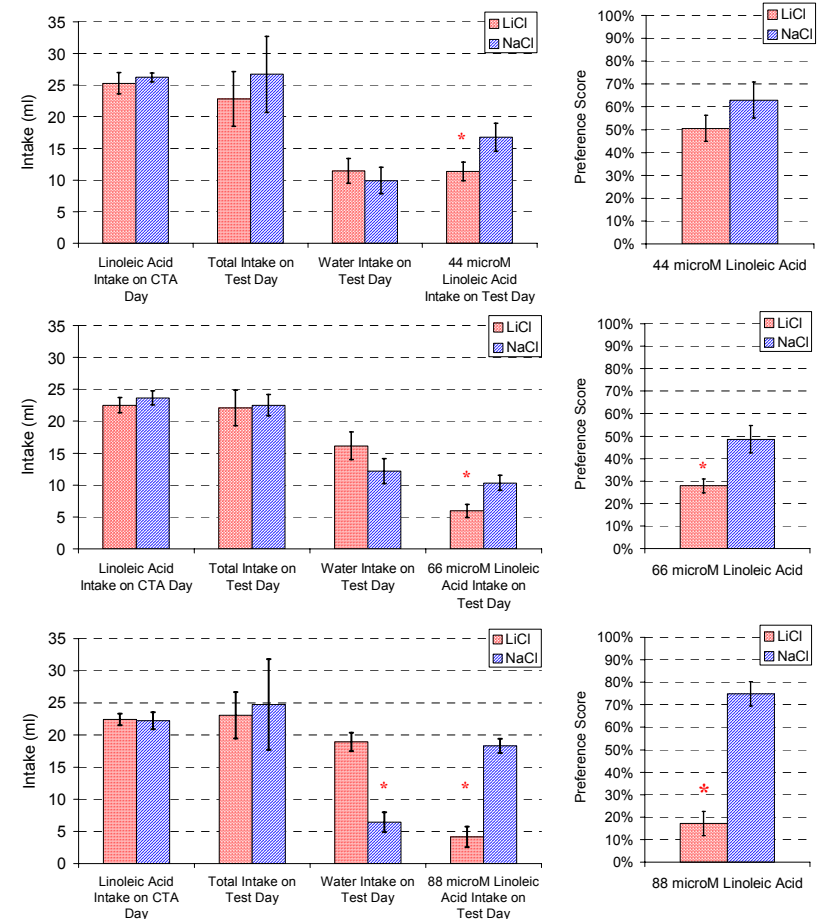 35
30
25
20
15
10
5
0
Intake (ml)
LiCl
NaCl
*
Linoleic Acid
Intake on CTA
Day
Total Intake on
Test Day
Water Intake on
Test Day
44 microM
Linoleic Acid
Intake on Test Day
100%
90%
80%
70%
60%
50%
40%
30%
20%
10%
0%
Preference Score
LiCl
NaCl
44 microM Linoleic Acid
35
30
25
20
15
10
5
0
Intake (ml)
LiCl
NaCl
*
Linoleic Acid
Intake on CTA Day
Total Intake on
Test Day
Water Intake on
Test Day
66 microM Linoleic
Acid Intake on
Test Day
100%
90%
80%
70%
60%
50%
40%
30%
20%
10%
0%
Preference Score
LiCl
NaCl
*
66 microM Linoleic Acid
35
30
25
20
15
10
5
0
Intake (ml)
LiCl
NaCl
* *
Linoleic Acid
Intake on CTA
Day
Total Intake on
Test Day
Water Intake on
Test Day
88 microM Linoleic
Acid Intake on
Test Day
100%
90%
80%
70%
60%
50%
40%
30%
20%
10%
0%
Preference Score
LiCl
NaCl
*
88 microM Linoleic Acid